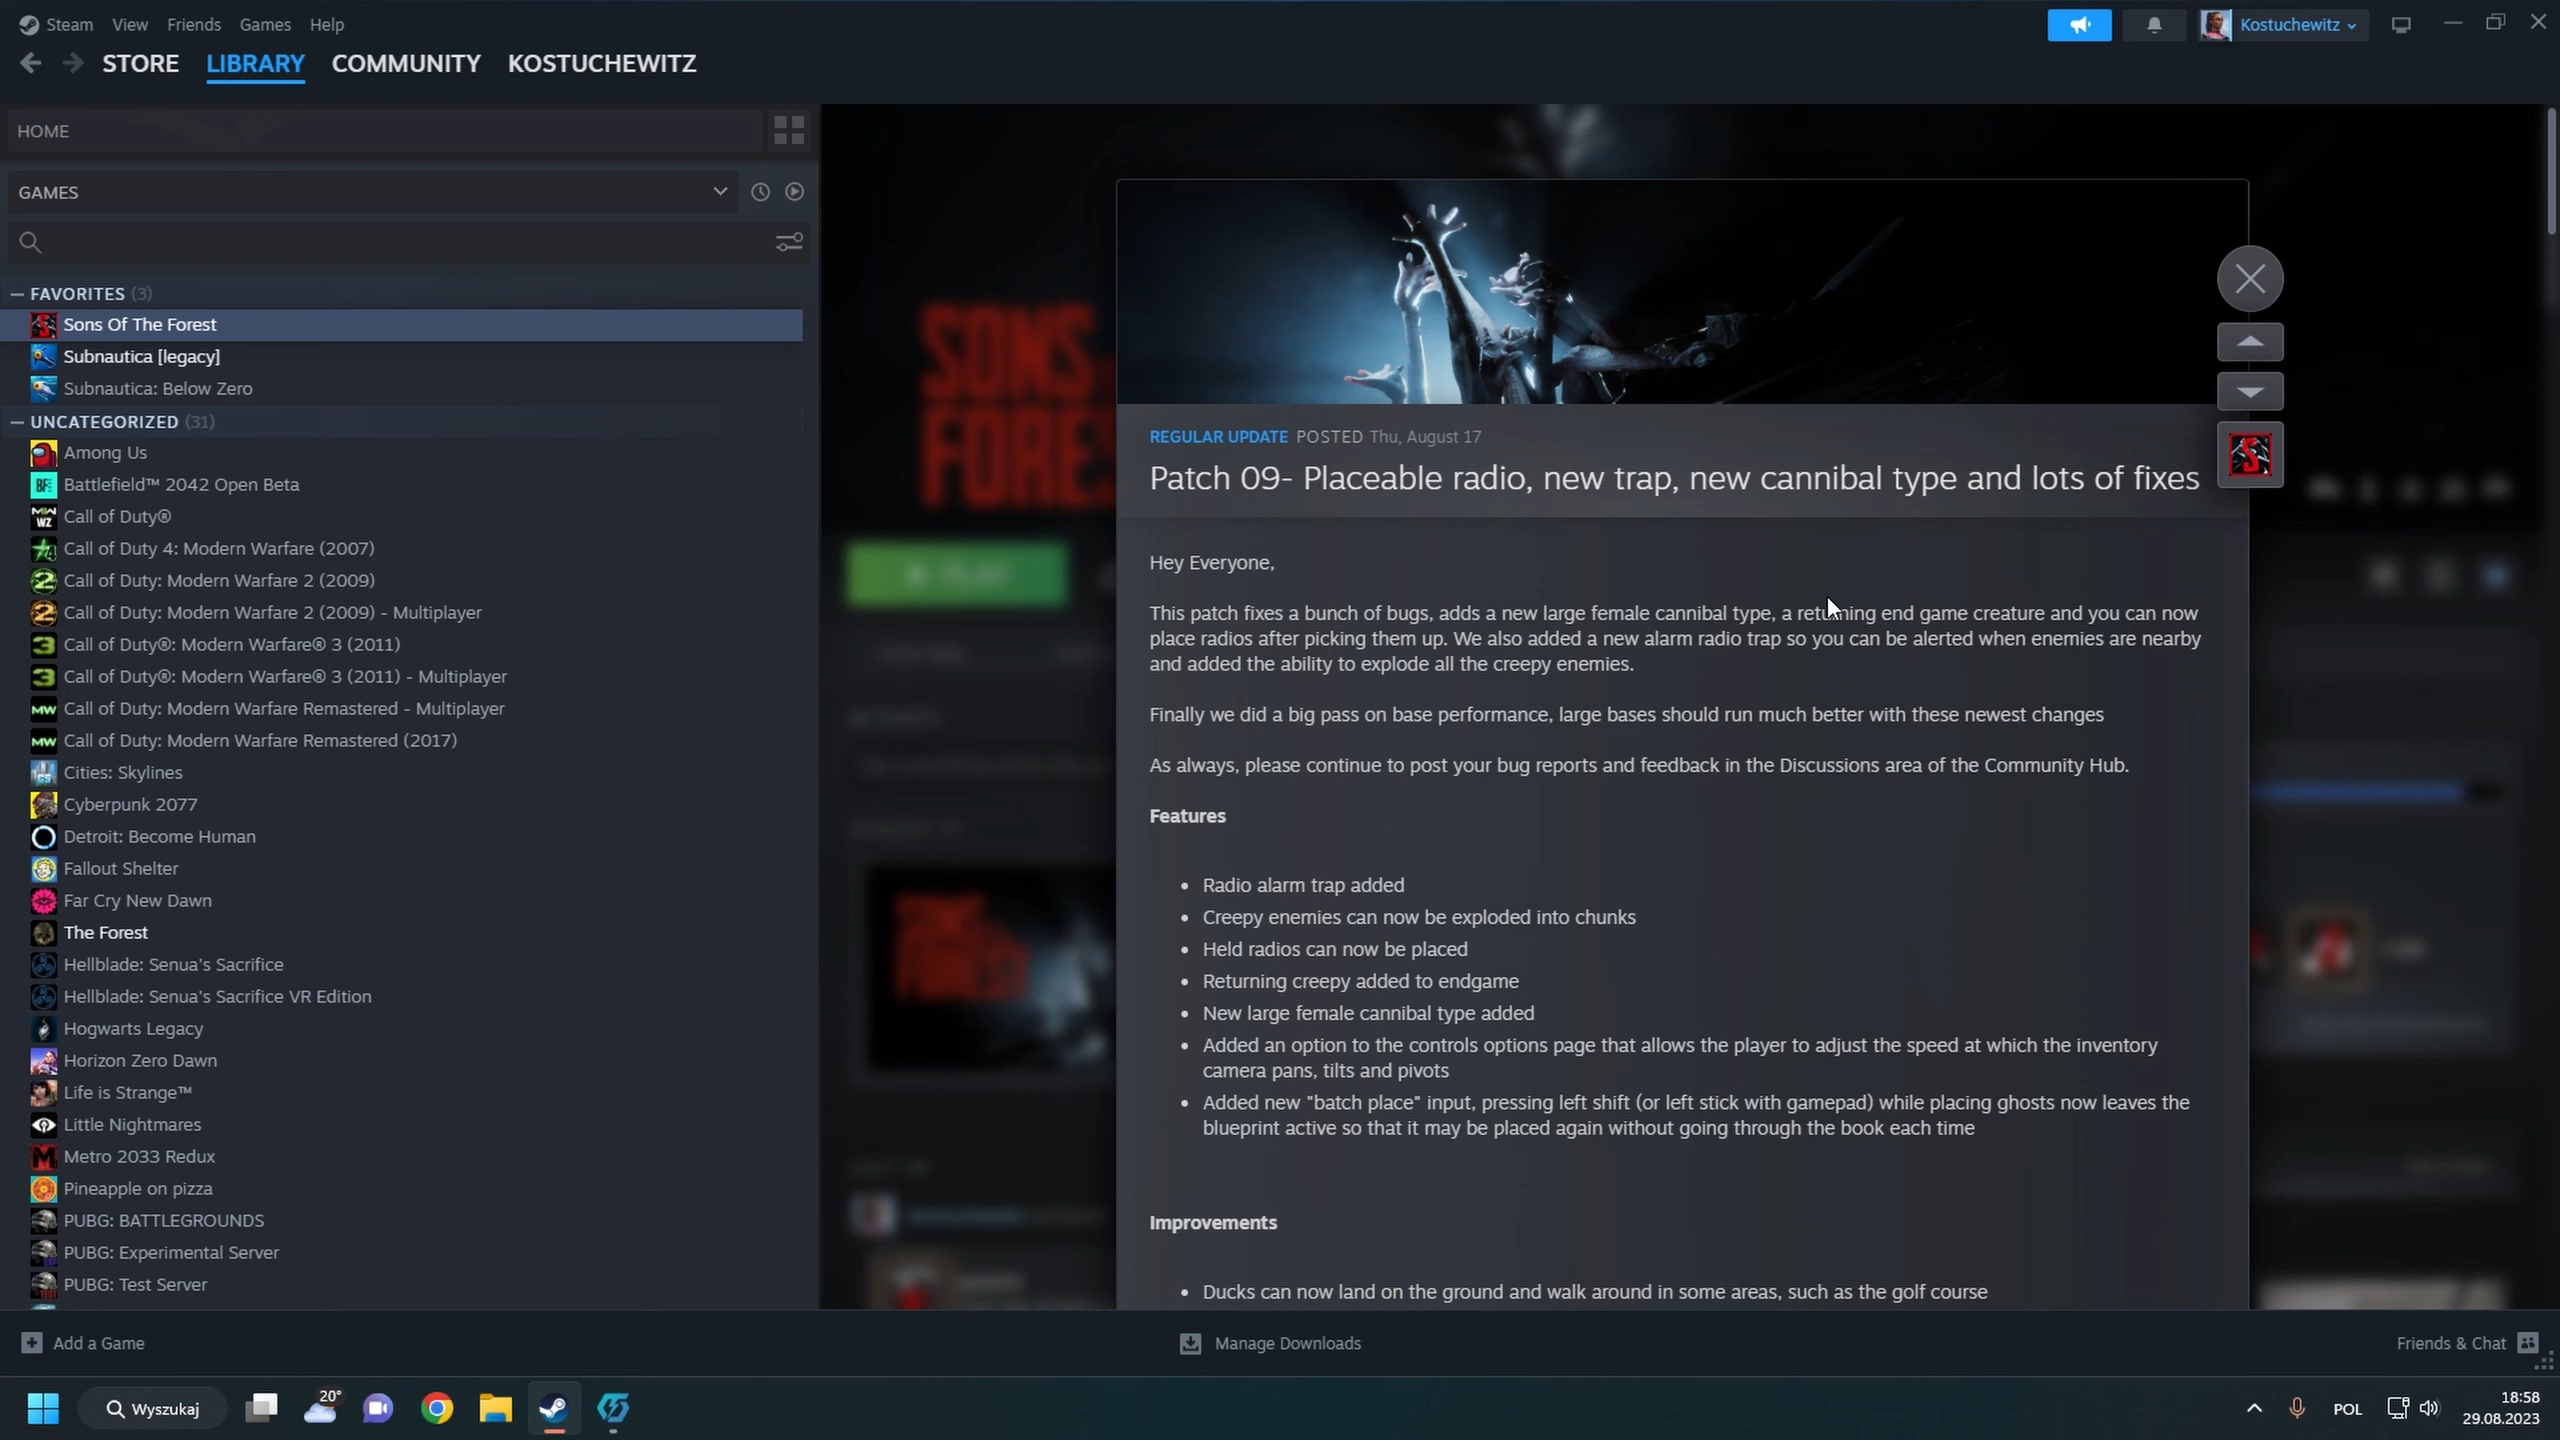 Steam View Friends Games Help
Kostuchewitz
STORE LIBRARY COMMUNITY KOSTUCHEWITZ
HOME
GAMES
FAVORITES (3)
Sons Of The Forest
Subnautica [legacy]
Subnautica: Below Zero
UNCATEGORIZED (31)
Among Us
Battlefield™ 2042 Open Beta
Call of Duty®
Call of Duty 4: Modern Warfare (2007)
Call of Duty: Modern Warfare 2 (2009)
Call of Duty: Modern Warfare 2 (2009) - Multiplayer
Call of Duty®: Modern Warfare® 3 (2011)
Call of Duty®: Modern Warfare® 3 (2011) - Multiplayer
Call of Duty: Modern Warfare Remastered - Multiplayer
Call of Duty: Modern Warfare Remastered (2017)
Cities: Skylines
Cyberpunk 2077
Detroit: Become Human
Fallout Shelter
Far Cry New Dawn
The Forest
Hellblade: Senua's Sacrifice
Hellblade: Senua's Sacrifice VR Edition
Hogwarts Legacy
Horizon Zero Dawn
Life is Strange™
Little Nightmares
Metro 2033 Redux
Pineapple on pizza
PUBG: BATTLEGROUNDS
PUBG: Experimental Server
PUBG: Test Server
SONS
FORES
PLAY
REGULAR UPDATE POSTED Thu, August 17
Patch 09- Placeable radio, new trap, new cannibal type and lots of fixes
Hey Everyone,
This patch fixes a bunch of bugs, adds a new large female cannibal type, a returning end game creature and you can now
place radios after picking them up. We also added a new alarm radio trap so you can be alerted when enemies are nearby
and added the ability to explode all the creepy enemies.
Finally we did a big pass on base performance, large bases should run much better with these newest changes
As always, please continue to post your bug reports and feedback in the Discussions area of the Community Hub.
Features
• Radio alarm trap added
• Creepy enemies can now be exploded into chunks
• Held radios can now be placed
• Returning creepy added to endgame
• New large female cannibal type added
• Added an option to the controls options page that allows the player to adjust the speed at which the inventory
camera pans, tilts and pivots
• Added new "batch place" input, pressing left shift (or left stick with gamepad) while placing ghosts now leaves the
blueprint active so that it may be placed again without going through the book each time
Improvements
• Ducks can now land on the ground and walk around in some areas, such as the golf course
Add a Game
Manage Downloads
Friends & Chat
Wyszukaj
20°
POL
18:58
29.08.2023